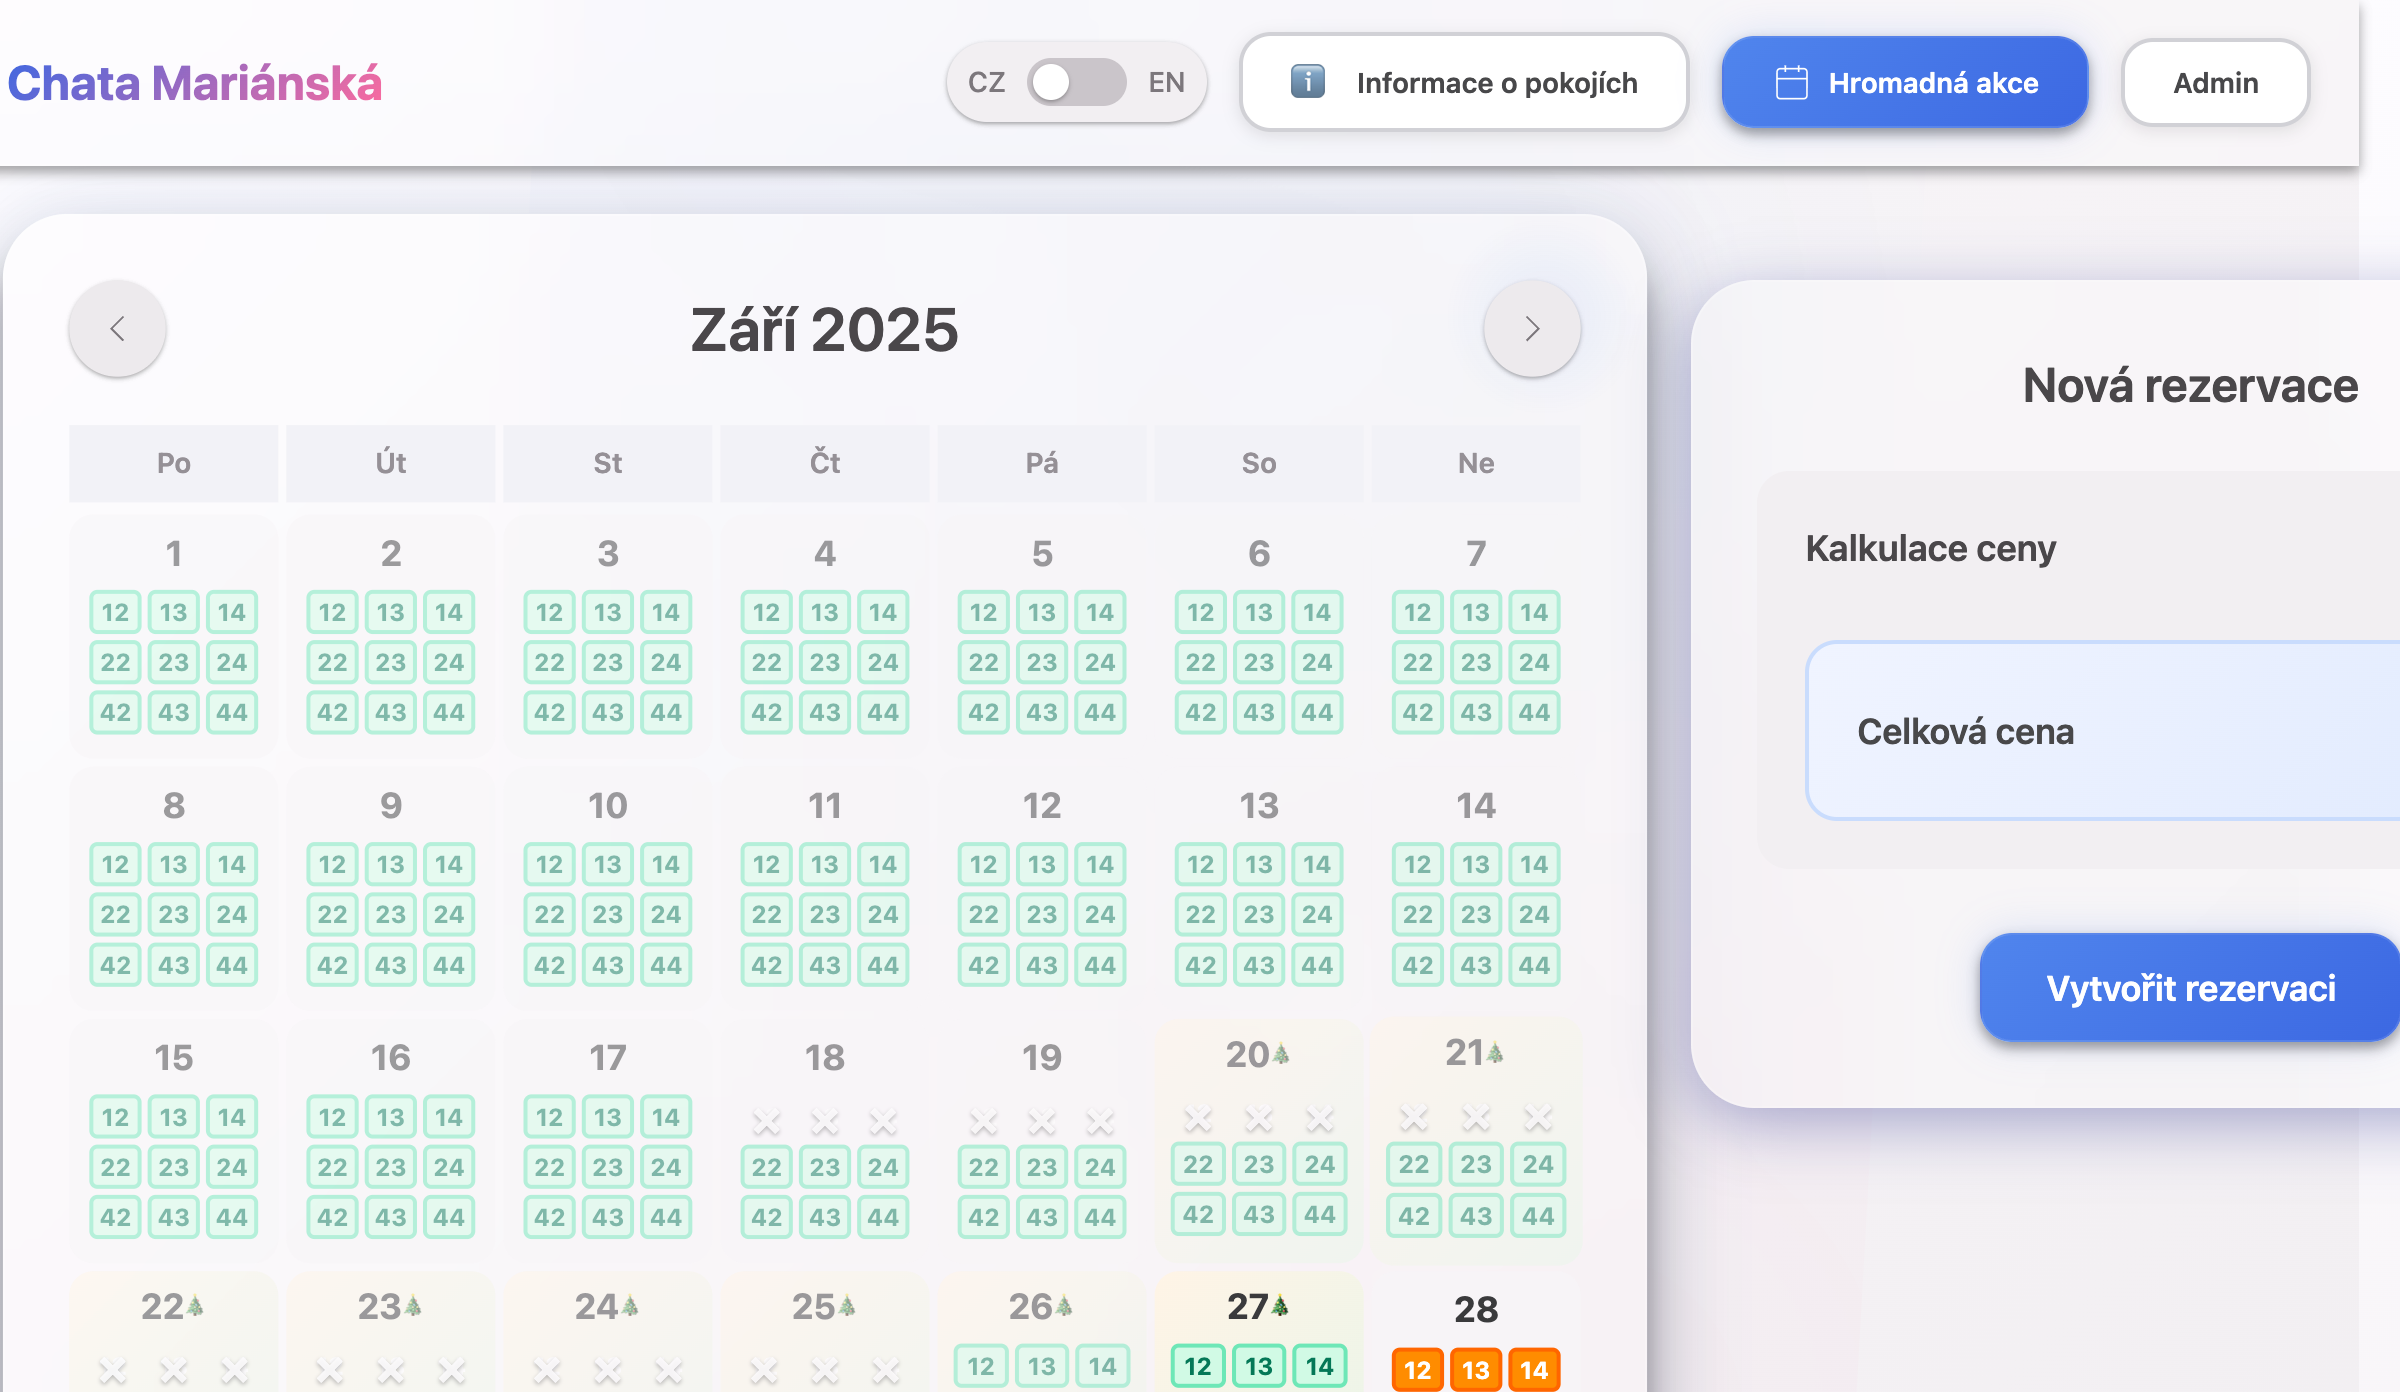 Chata Mariánská
CZ EN
Informace o pokojích
Hromadná akce
Admin
Září 2025
Po Út St Čt Pá So Ne
1 2 3 4 5 6 7
12 13 14 12 13 14 12 13 14 12 13 14 12 13 14 12 13 14 12 13 14
22 23 24 22 23 24 22 23 24 22 23 24 22 23 24 22 23 24 22 23 24
42 43 44 42 43 44 42 43 44 42 43 44 42 43 44 42 43 44 42 43 44
8 9 10 11 12 13 14
12 13 14 12 13 14 12 13 14 12 13 14 12 13 14 12 13 14 12 13 14
22 23 24 22 23 24 22 23 24 22 23 24 22 23 24 22 23 24 22 23 24
42 43 44 42 43 44 42 43 44 42 43 44 42 43 44 42 43 44 42 43 44
15 16 17 18 19 20 21
12 13 14 12 13 14 12 13 14
22 23 24 22 23 24 22 23 24 22 23 24 22 23 24 22 23 24 22 23 24
42 43 44 42 43 44 42 43 44 42 43 44 42 43 44 42 43 44 42 43 44
22 23 24 25 26 27 28
12 13 14 12 13 14 12 13 14
Nová rezervace
Kalkulace ceny
Celková cena
Vytvořit rezervaci